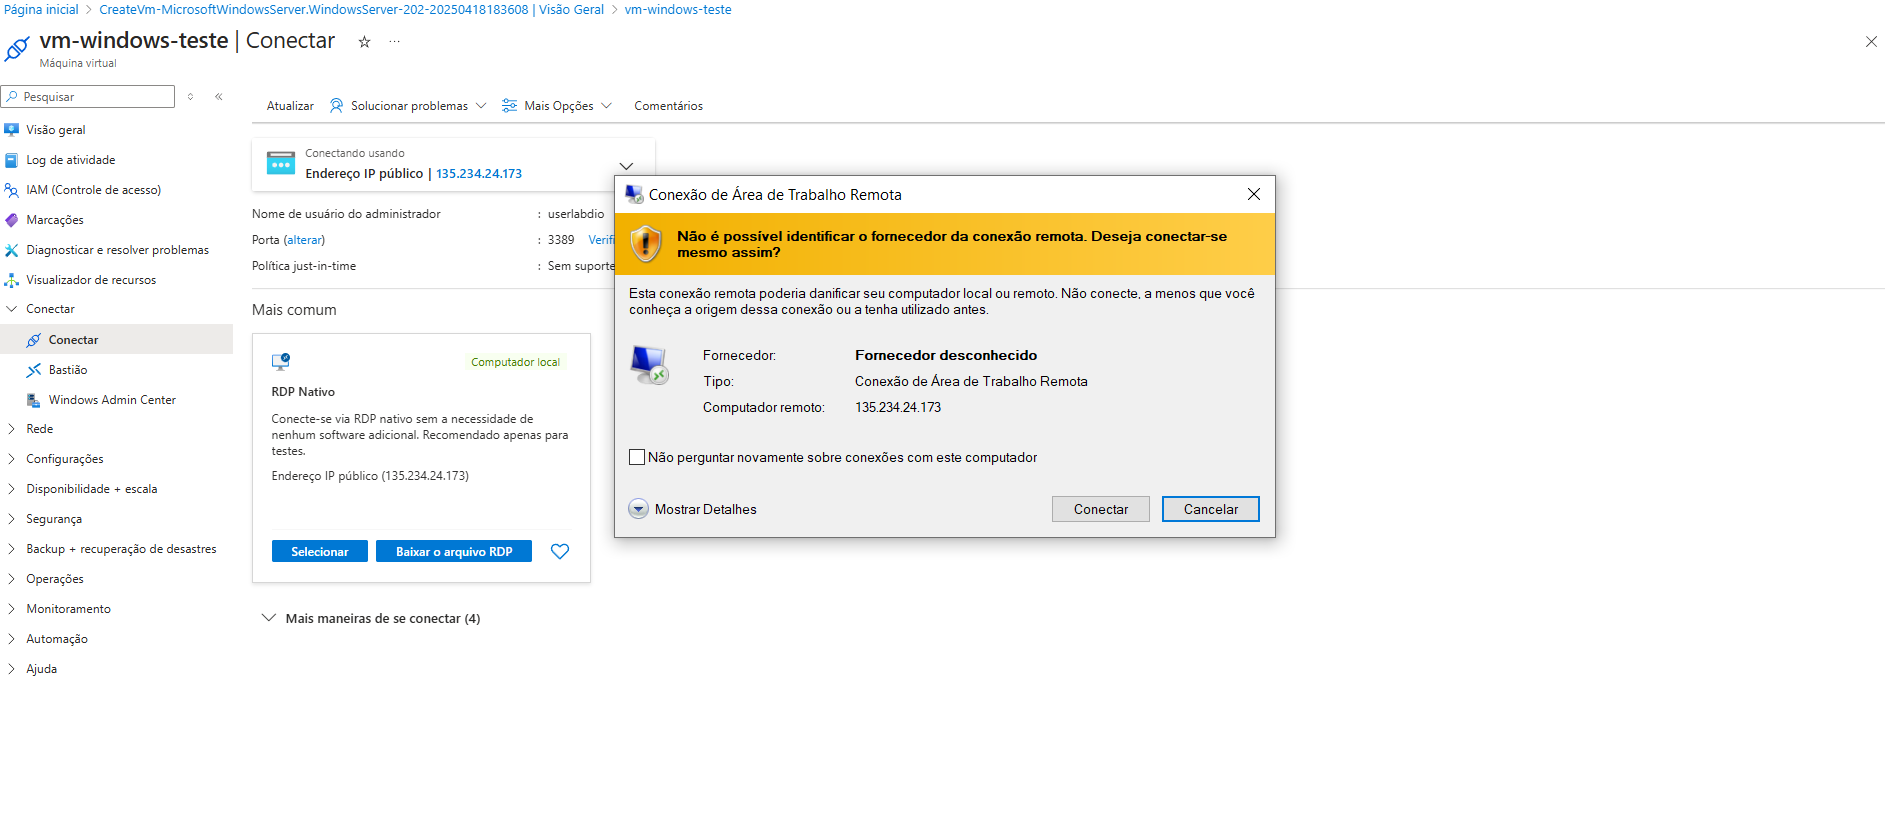 Página inicial > CreateVm-MicrosoftWindowsServer.WindowsServer-202-20250418183608 | Visão Geral > vm-windows-teste
vm-windows-teste | Conectar
Máquina virtual
Pesquisar
Visão geral
Log de atividade
IAM (Controle de acesso)
Marcações
Diagnosticar e resolver problemas
Visualizador de recursos
Conectar
Conectar
Bastião
Windows Admin Center
Rede
Configurações
Disponibilidade + escala
Segurança
Backup + recuperação de desastres
Operações
Monitoramento
Automação
Ajuda
Atualizar Solucionar problemas Mais Opções Comentários
Conectando usando
Endereço IP público | 135.234.24.173
Nome de usuário do administrador : userlabdio
Porta (alterar) : 3389 Verifi
Política just-in-time : Sem suporte
Mais comum
Computador local
RDP Nativo
Conecte-se via RDP nativo sem a necessidade de
nenhum software adicional. Recomendado apenas para
testes.
Endereço IP público (135.234.24.173)
Selecionar Baixar o arquivo RDP
Mais maneiras de se conectar (4)
Conexão de Área de Trabalho Remota
Não é possível identificar o fornecedor da conexão remota. Deseja conectar-se
mesmo assim?
Esta conexão remota poderia danificar seu computador local ou remoto. Não conecte, a menos que você
conheça a origem dessa conexão ou a tenha utilizado antes.
Fornecedor: Fornecedor desconhecido
Tipo: Conexão de Área de Trabalho Remota
Computador remoto: 135.234.24.173
Não perguntar novamente sobre conexões com este computador
Mostrar Detalhes Conectar Cancelar